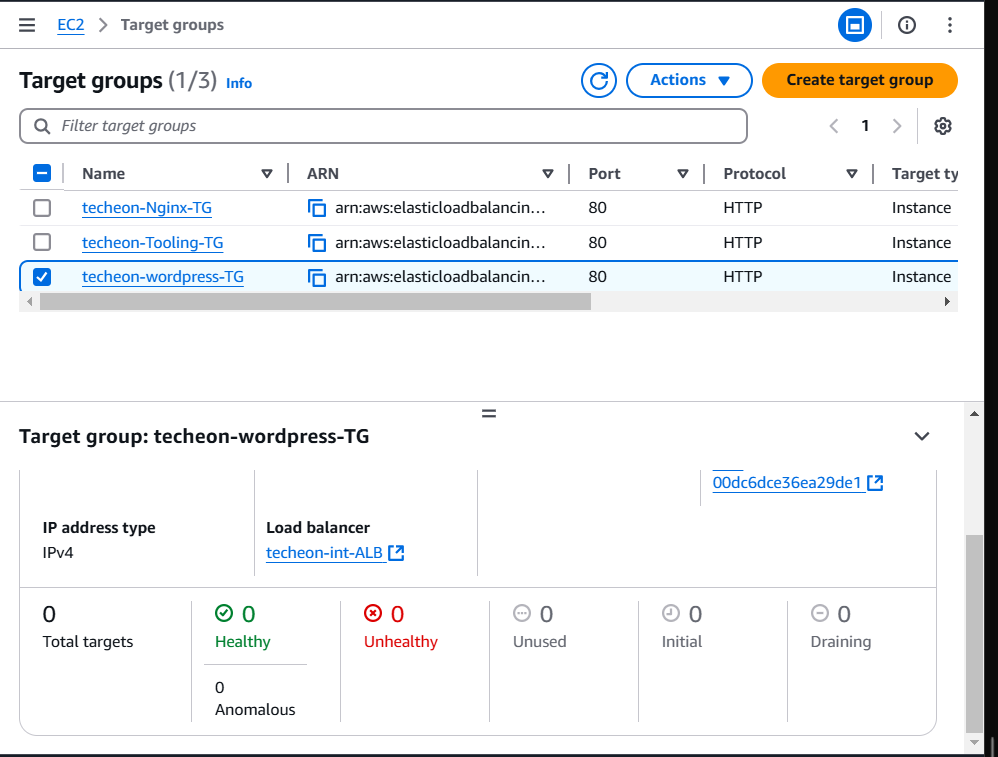 EC2 > Target groups
Target groups (1/3) Info
Actions
Create target group
Filter target groups
1
Name ARN Port Protocol Target ty
techeon-Nginx-TG arn:aws:elasticloadbalancin... 80 HTTP Instance
techeon-Tooling-TG arn:aws:elasticloadbalancin... 80 HTTP Instance
techeon-wordpress-TG arn:aws:elasticloadbalancin... 80 HTTP Instance
Target group: techeon-wordpress-TG
00dc6dce36ea29de1
IP address type Load balancer
IPv4 techeon-int-ALB
0 0 0 0 0 0
Total targets Healthy Unhealthy Unused Initial Draining
0
Anomalous